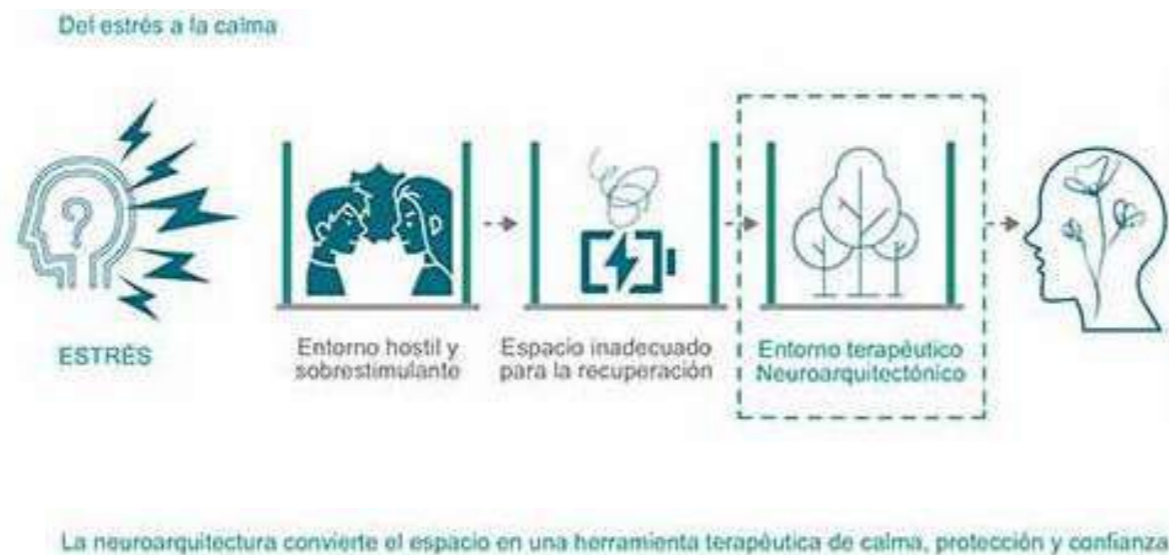 Del estrés a la calma
?
ESTRÉS
Entorno hostil y
sobrestimulante
Espacio inadecuado
para la recuperación
Entorno terapéutico
Neuroarquitectónico
La neuroarquitectura convierte el espacio en una herramienta terapéutica de calma, protección y confianza